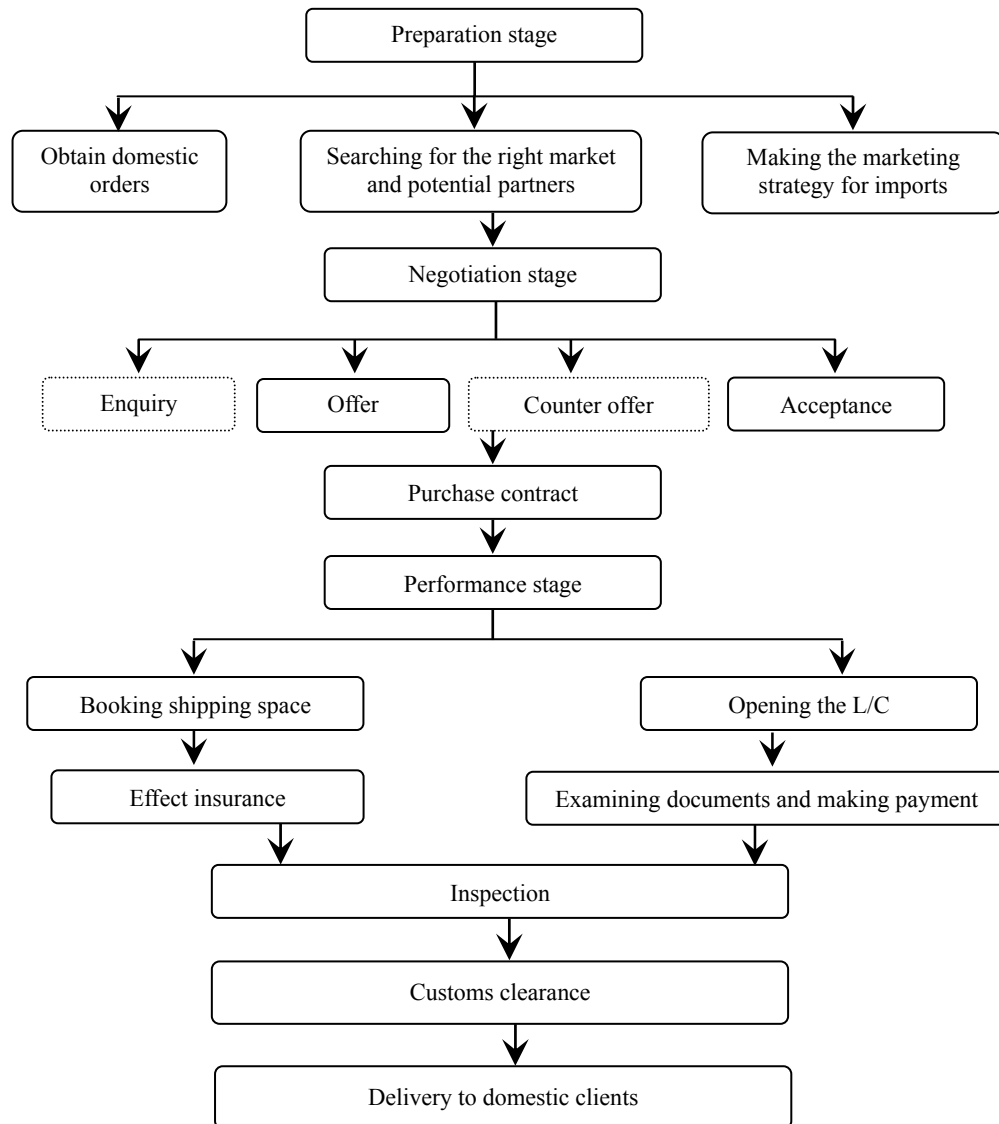 Preparation stage
Obtain domestic
orders
Searching for the right market
and potential partners
Making the marketing
strategy for imports
Negotiation stage
Enquiry
Offer
Counter offer
Acceptance
Purchase contract
Performance stage
Booking shipping space
Opening the L/C
Effect insurance
Examining documents and making payment
Inspection
Customs clearance
Delivery to domestic clients